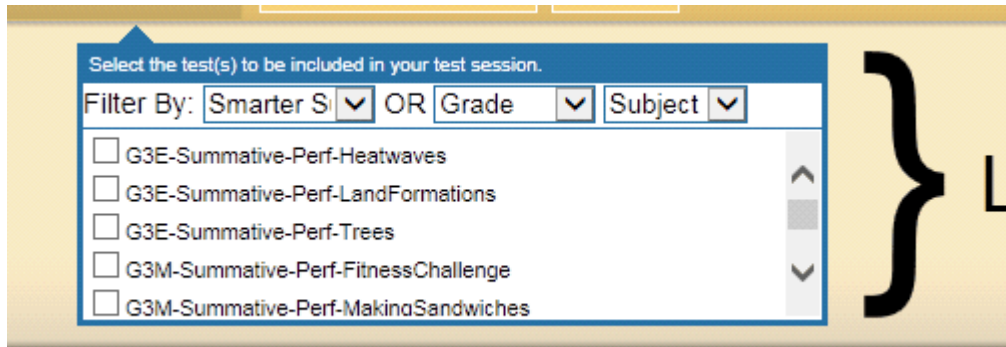 Select the test(s) to be included in your test session.
Filter By: Smarter S OR Grade Subject
G3E-Summative-Perf-Heatwaves
G3E-Summative-Perf-LandFormations
G3E-Summative-Perf-Trees
G3M-Summative-Perf-FitnessChallenge
G3M-Summative-Perf-MakingSandwiches
} L